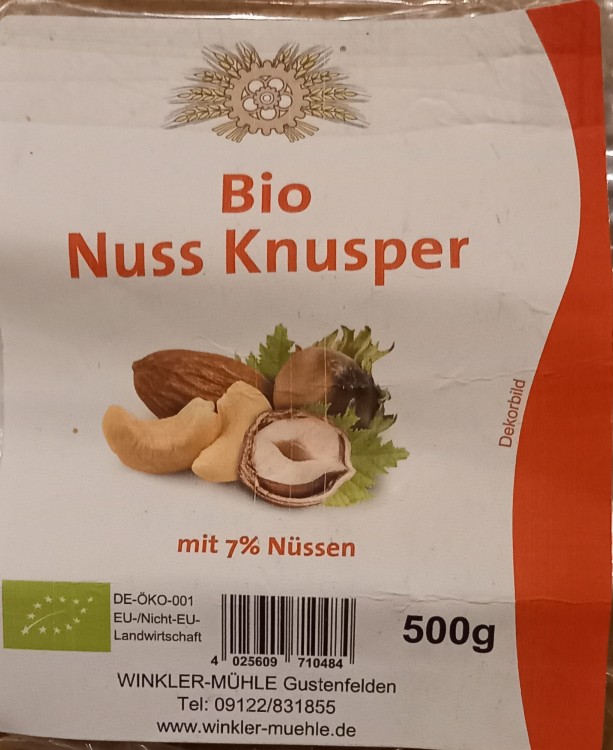 ®
Bio
Nuss Knusper
Dekorbild
mit 7% Nüssen
DE-ÖKO-001
EU-/Nicht-EU-
Landwirtschaft
4 025609 710484
500g
WINKLER-MÜHLE Gustenfelden
Tel: 09122/831855
www.winkler-muehle.de